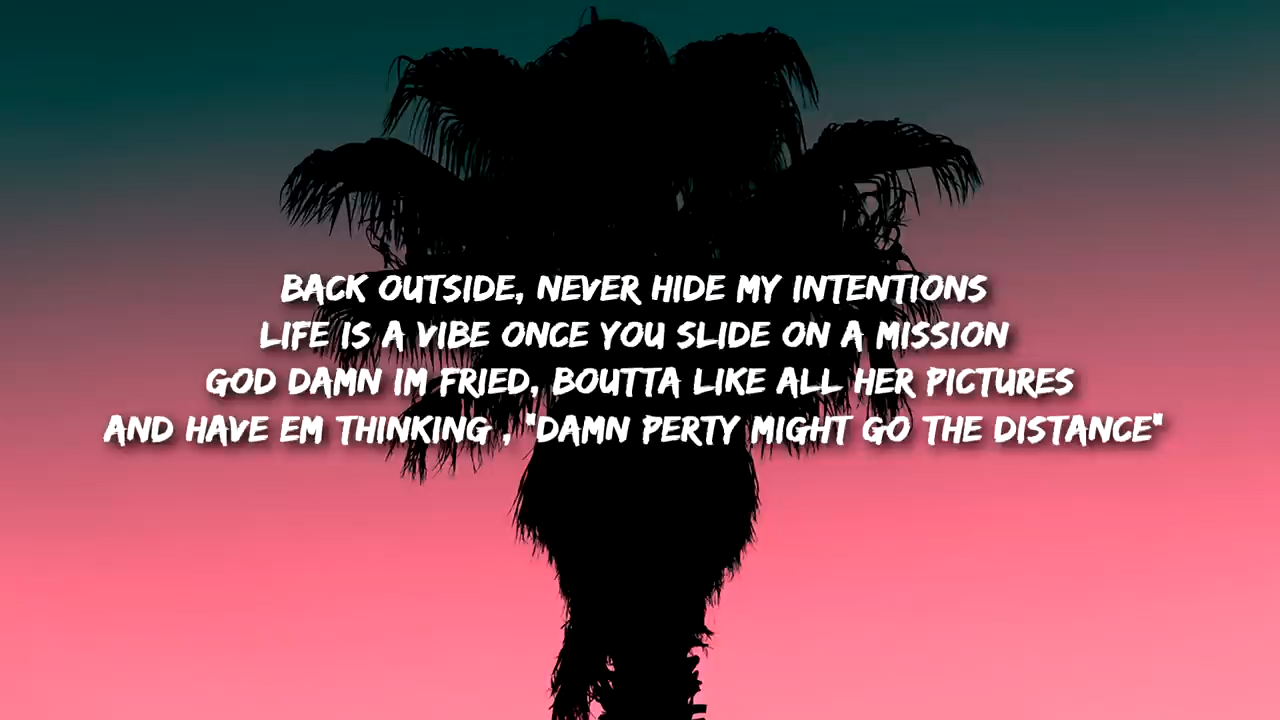 BACK OUTSIDE, NEVER HIDE MY INTENTIONS
LIFE IS A VIBE ONCE YOU SLIDE ON A MISSION
GOD DAMN IM FRIED, BOUTTA LIKE ALL HER PICTURES
AND HAVE EM THINKING , "DAMN PERTY MIGHT GO THE DISTANCE"